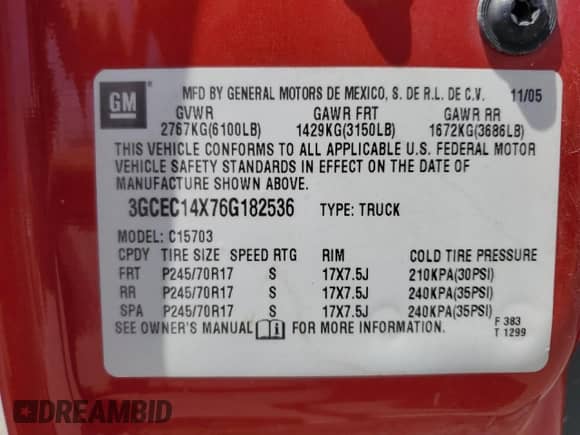 GM
MFD BY GENERAL MOTORS DE MEXICO, S. DE R.L. DE C.V. 11/05
GVWR GAWR FRT GAWR RR
2767KG(6100LB) 1429KG(3150LB) 1672KG(3686LB)
THIS VEHICLE CONFORMS TO ALL APPLICABLE U.S. FEDERAL MOTOR
VEHICLE SAFETY STANDARDS IN EFFECT ON THE DATE OF
MANUFACTURE SHOWN ABOVE.
3GCEC14X76G182536 TYPE: TRUCK
MODEL: C15703
CPDY TIRE SIZE SPEED RTG RIM COLD TIRE PRESSURE
FRT P245/70R17 S 17X7.5J 210KPA(30PSI)
RR P245/70R17 S 17X7.5J 240KPA(35PSI)
SPA P245/70R17 S 17X7.5J 240KPA(35PSI)
SEE OWNER'S MANUAL i FOR MORE INFORMATION.
F 383
T 1299
DREAMBID